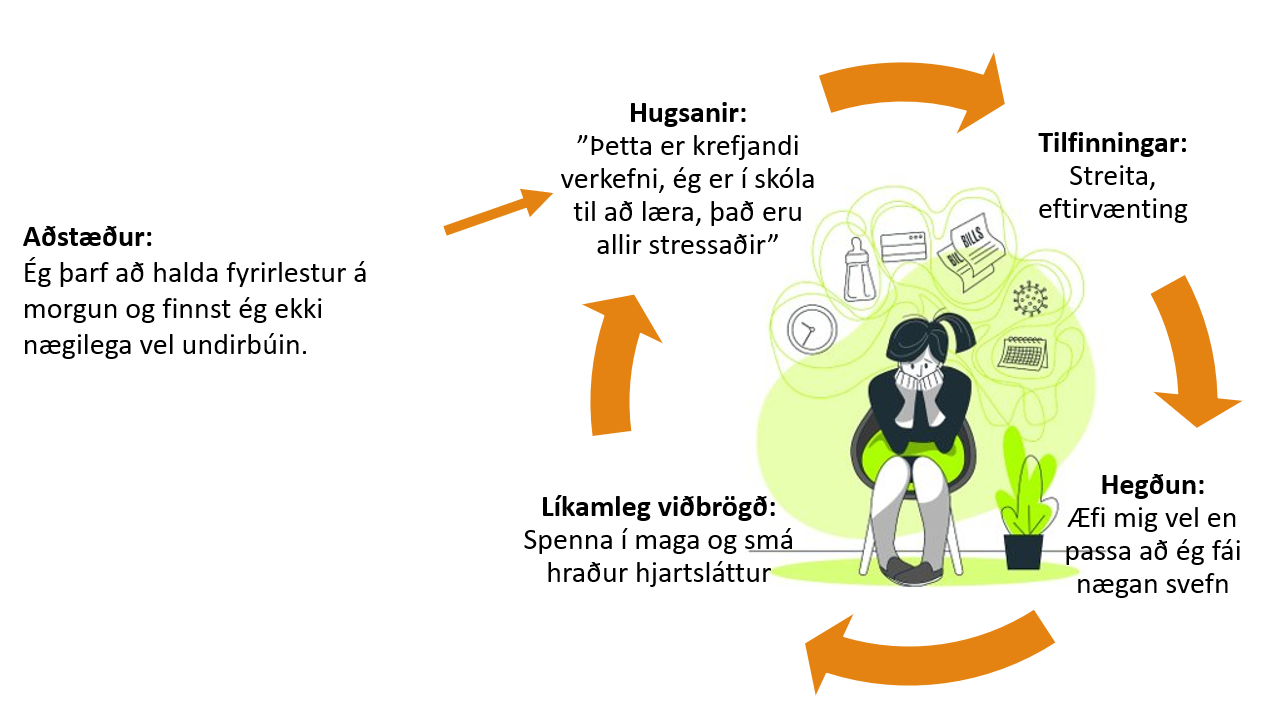 Aðstæður:
Ég þarf að halda fyrirlestur á
morgun og finnst ég ekki
nægilega vel undirbúin.
Hugsanir:
”Þetta er krefjandi
verkefni, ég er í skóla
til að læra, það eru
allir stressaðir”
Tilfinningar:
Streita,
eftirvænting
Hegðun:
Æfi mig vel en
passa að ég fái
nægan svefn
Líkamleg viðbrögð:
Spenna í maga og smá
hraður hjartsláttur
BILLS
BIL